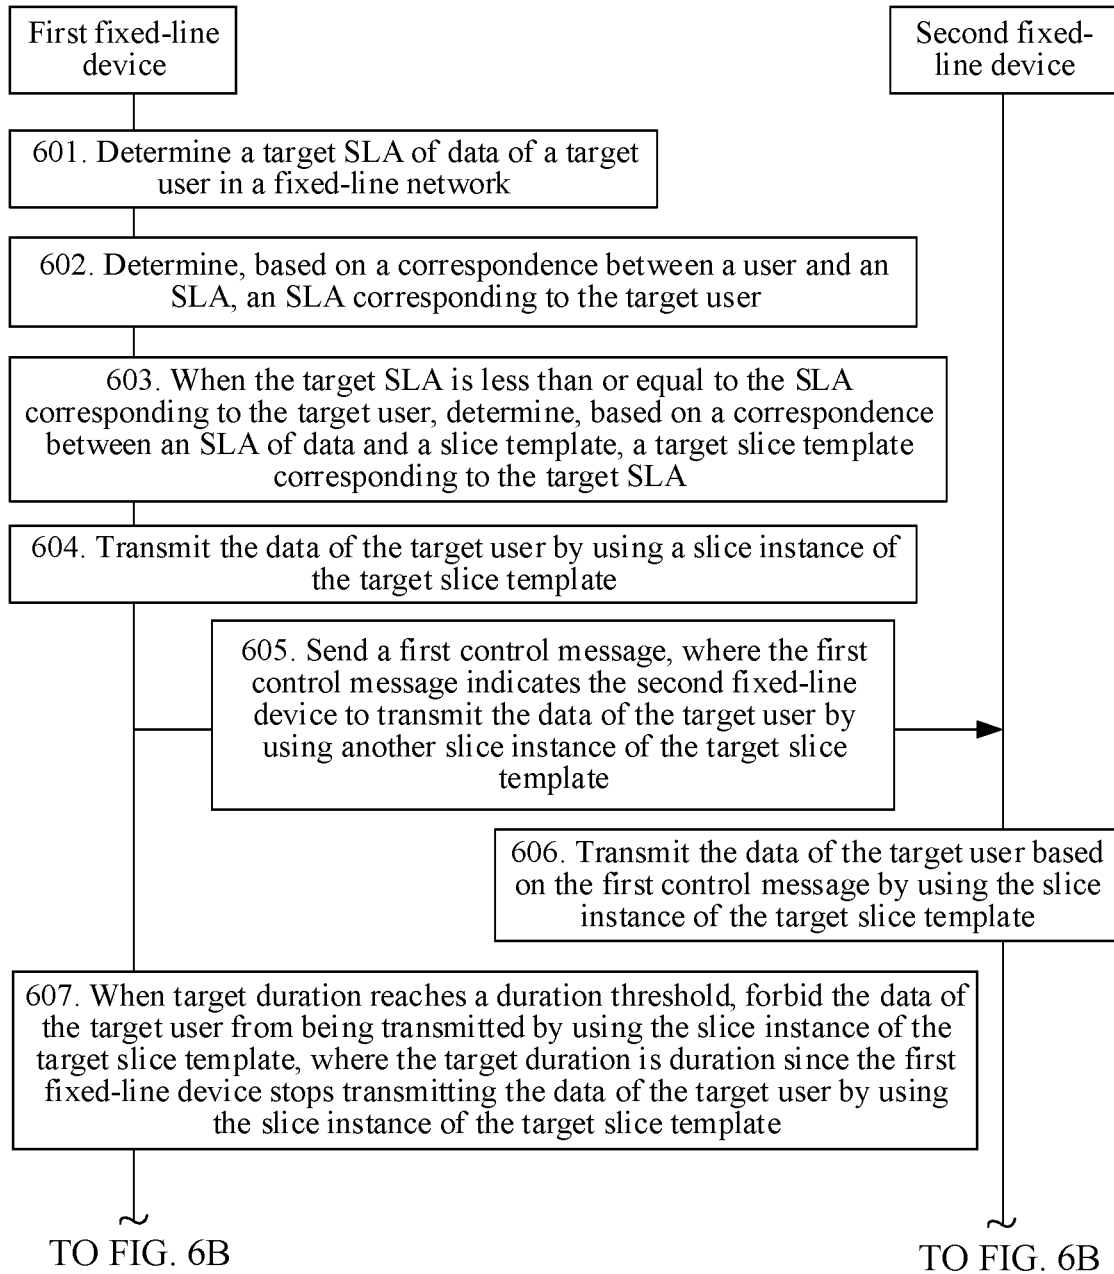 First fixed-line
device
Second fixed-
line device
601. Determine a target SLA of data of a target
user in a fixed-line network
602. Determine, based on a correspondence between a user and an
SLA, an SLA corresponding to the target user
603. When the target SLA is less than or equal to the SLA
corresponding to the target user, determine, based on a correspondence
between an SLA of data and a slice template, a target slice template
corresponding to the target SLA
604. Transmit the data of the target user by using a slice instance of
the target slice template
605. Send a first control message, where the first
control message indicates the second fixed-line
device to transmit the data of the target user by
using another slice instance of the target slice
template
606. Transmit the data of the target user based
on the first control message by using the slice
instance of the target slice template
607. When target duration reaches a duration threshold, forbid the data of
the target user from being transmitted by using the slice instance of the
target slice template, where the target duration is duration since the first
fixed-line device stops transmitting the data of the target user by using
the slice instance of the target slice template
TO FIG. 6B
TO FIG. 6B